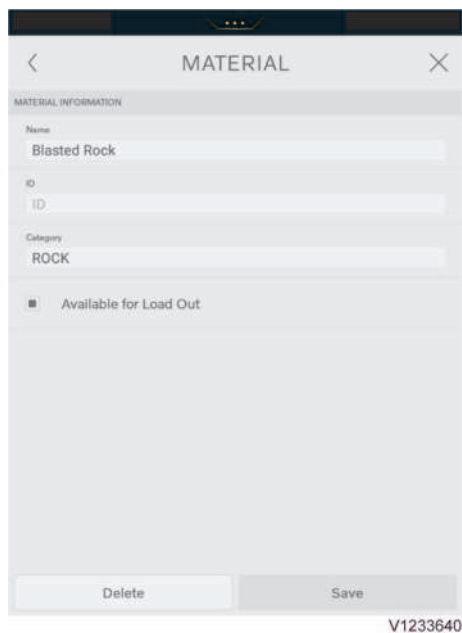 MATERIAL
MATERIAL INFORMATION
Name
Blasted Rock
ID
ID
Category
ROCK
Available for Load Out
Delete Save
V1233640